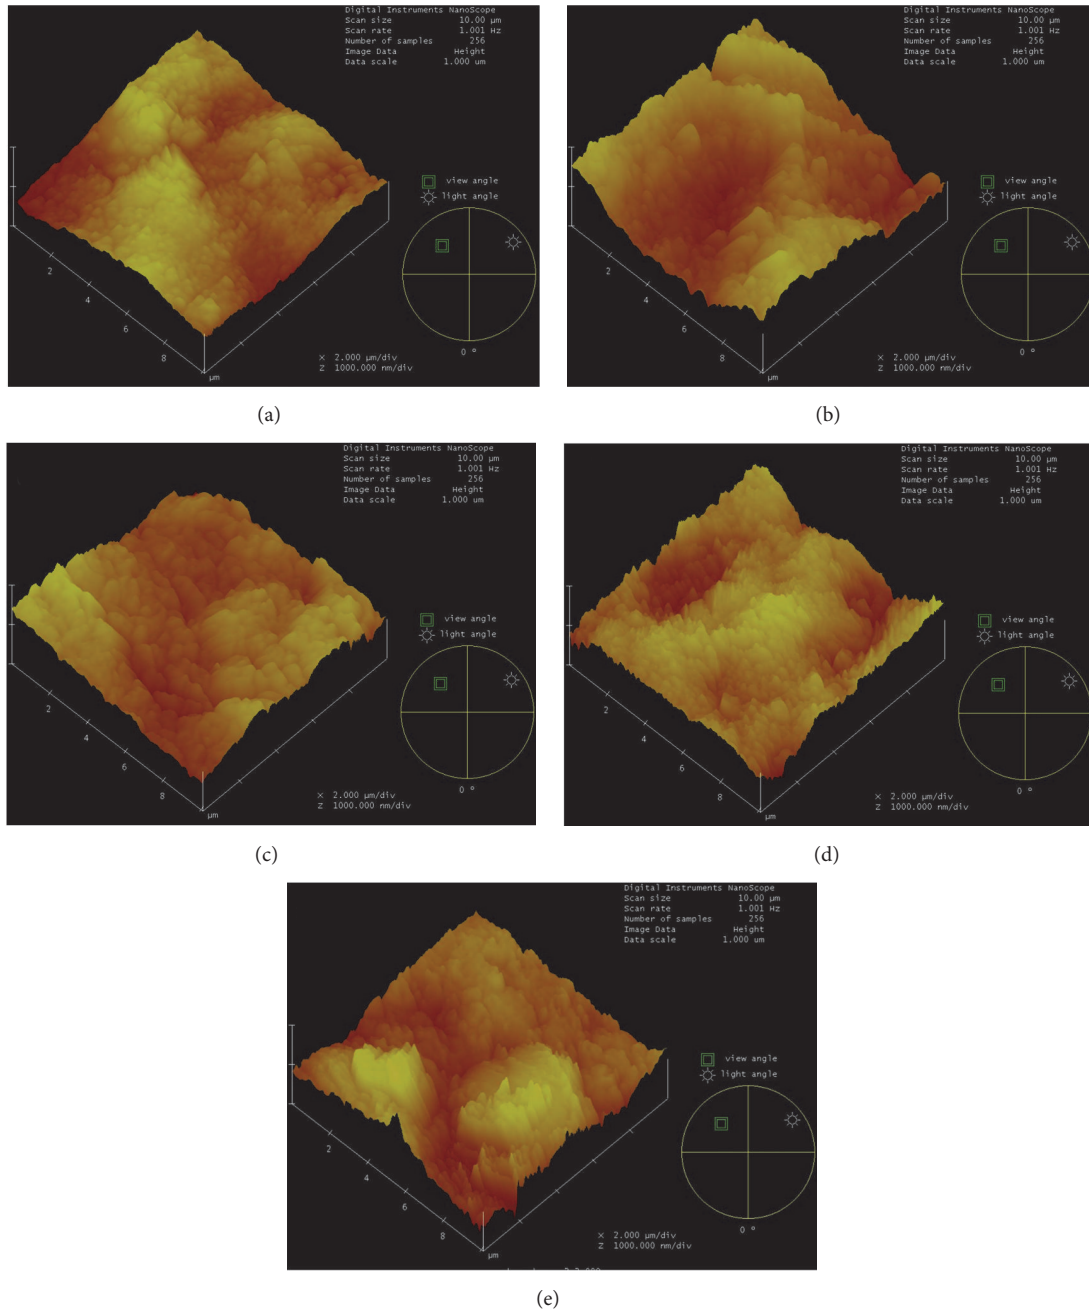 Digital Instruments NanoScope
Scan size 10.00 µm
Scan rate 1.001 Hz
Number of samples 256
Image Data Height
Data scale 1.000 um
view angle
light angle
2
4
6
8
µm
X 2.000 µm/div
Z 1000.000 nm/div
0 °
(a)
Digital Instruments NanoScope
Scan size 10.00 µm
Scan rate 1.001 Hz
Number of samples 256
Image Data Height
Data scale 1.000 um
view angle
light angle
2
4
6
8
µm
X 2.000 µm/div
Z 1000.000 nm/div
0 °
(b)
Digital Instruments NanoScope
Scan size 10.00 µm
Scan rate 1.001 Hz
Number of samples 256
Image Data Height
Data scale 1.000 um
view angle
light angle
2
4
6
8
µm
X 2.000 µm/div
Z 1000.000 nm/div
0 °
(c)
Digital Instruments NanoScope
Scan size 10.00 µm
Scan rate 1.001 Hz
Number of samples 256
Image Data Height
Data scale 1.000 um
view angle
light angle
2
4
6
8
µm
X 2.000 µm/div
Z 1000.000 nm/div
0 °
(d)
Digital Instruments NanoScope
Scan size 10.00 µm
Scan rate 1.001 Hz
Number of samples 256
Image Data Height
Data scale 1.000 um
view angle
light angle
2
4
6
8
µm
X 2.000 µm/div
Z 1000.000 nm/div
0 °
(e)